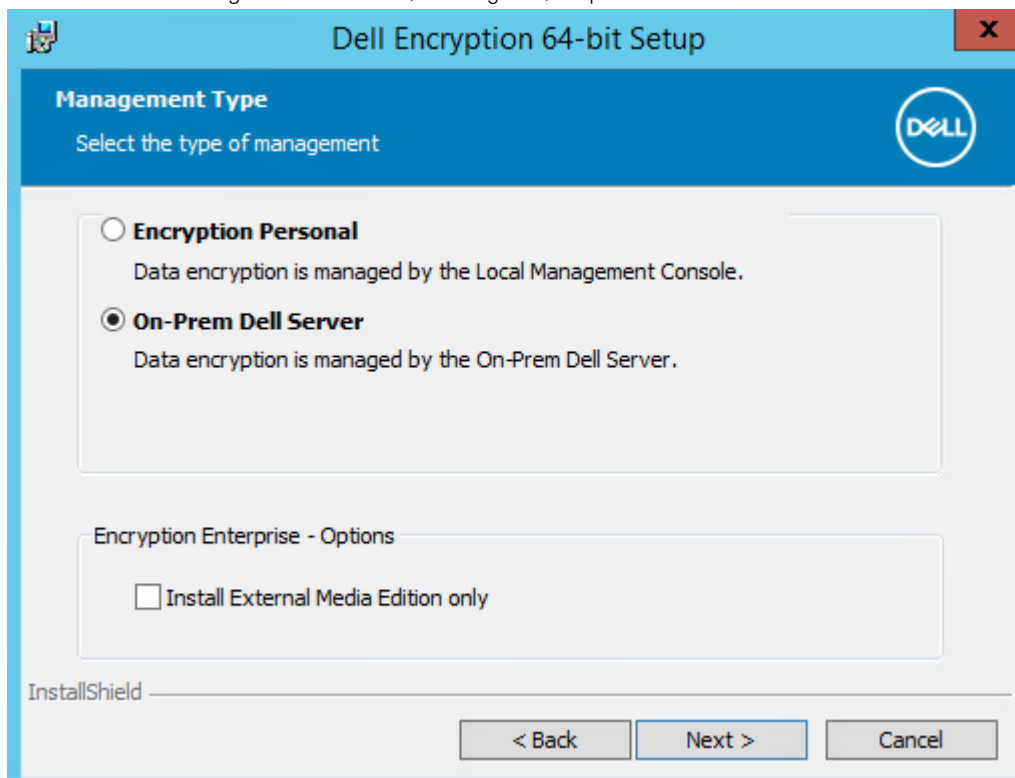 Dell Encryption 64-bit Setup
x
Management Type
Select the type of management
DELL
Encryption Personal
Data encryption is managed by the Local Management Console.
On-Prem Dell Server
Data encryption is managed by the On-Prem Dell Server.
Encryption Enterprise - Options
Install External Media Edition only
InstallShield
< Back Next > Cancel